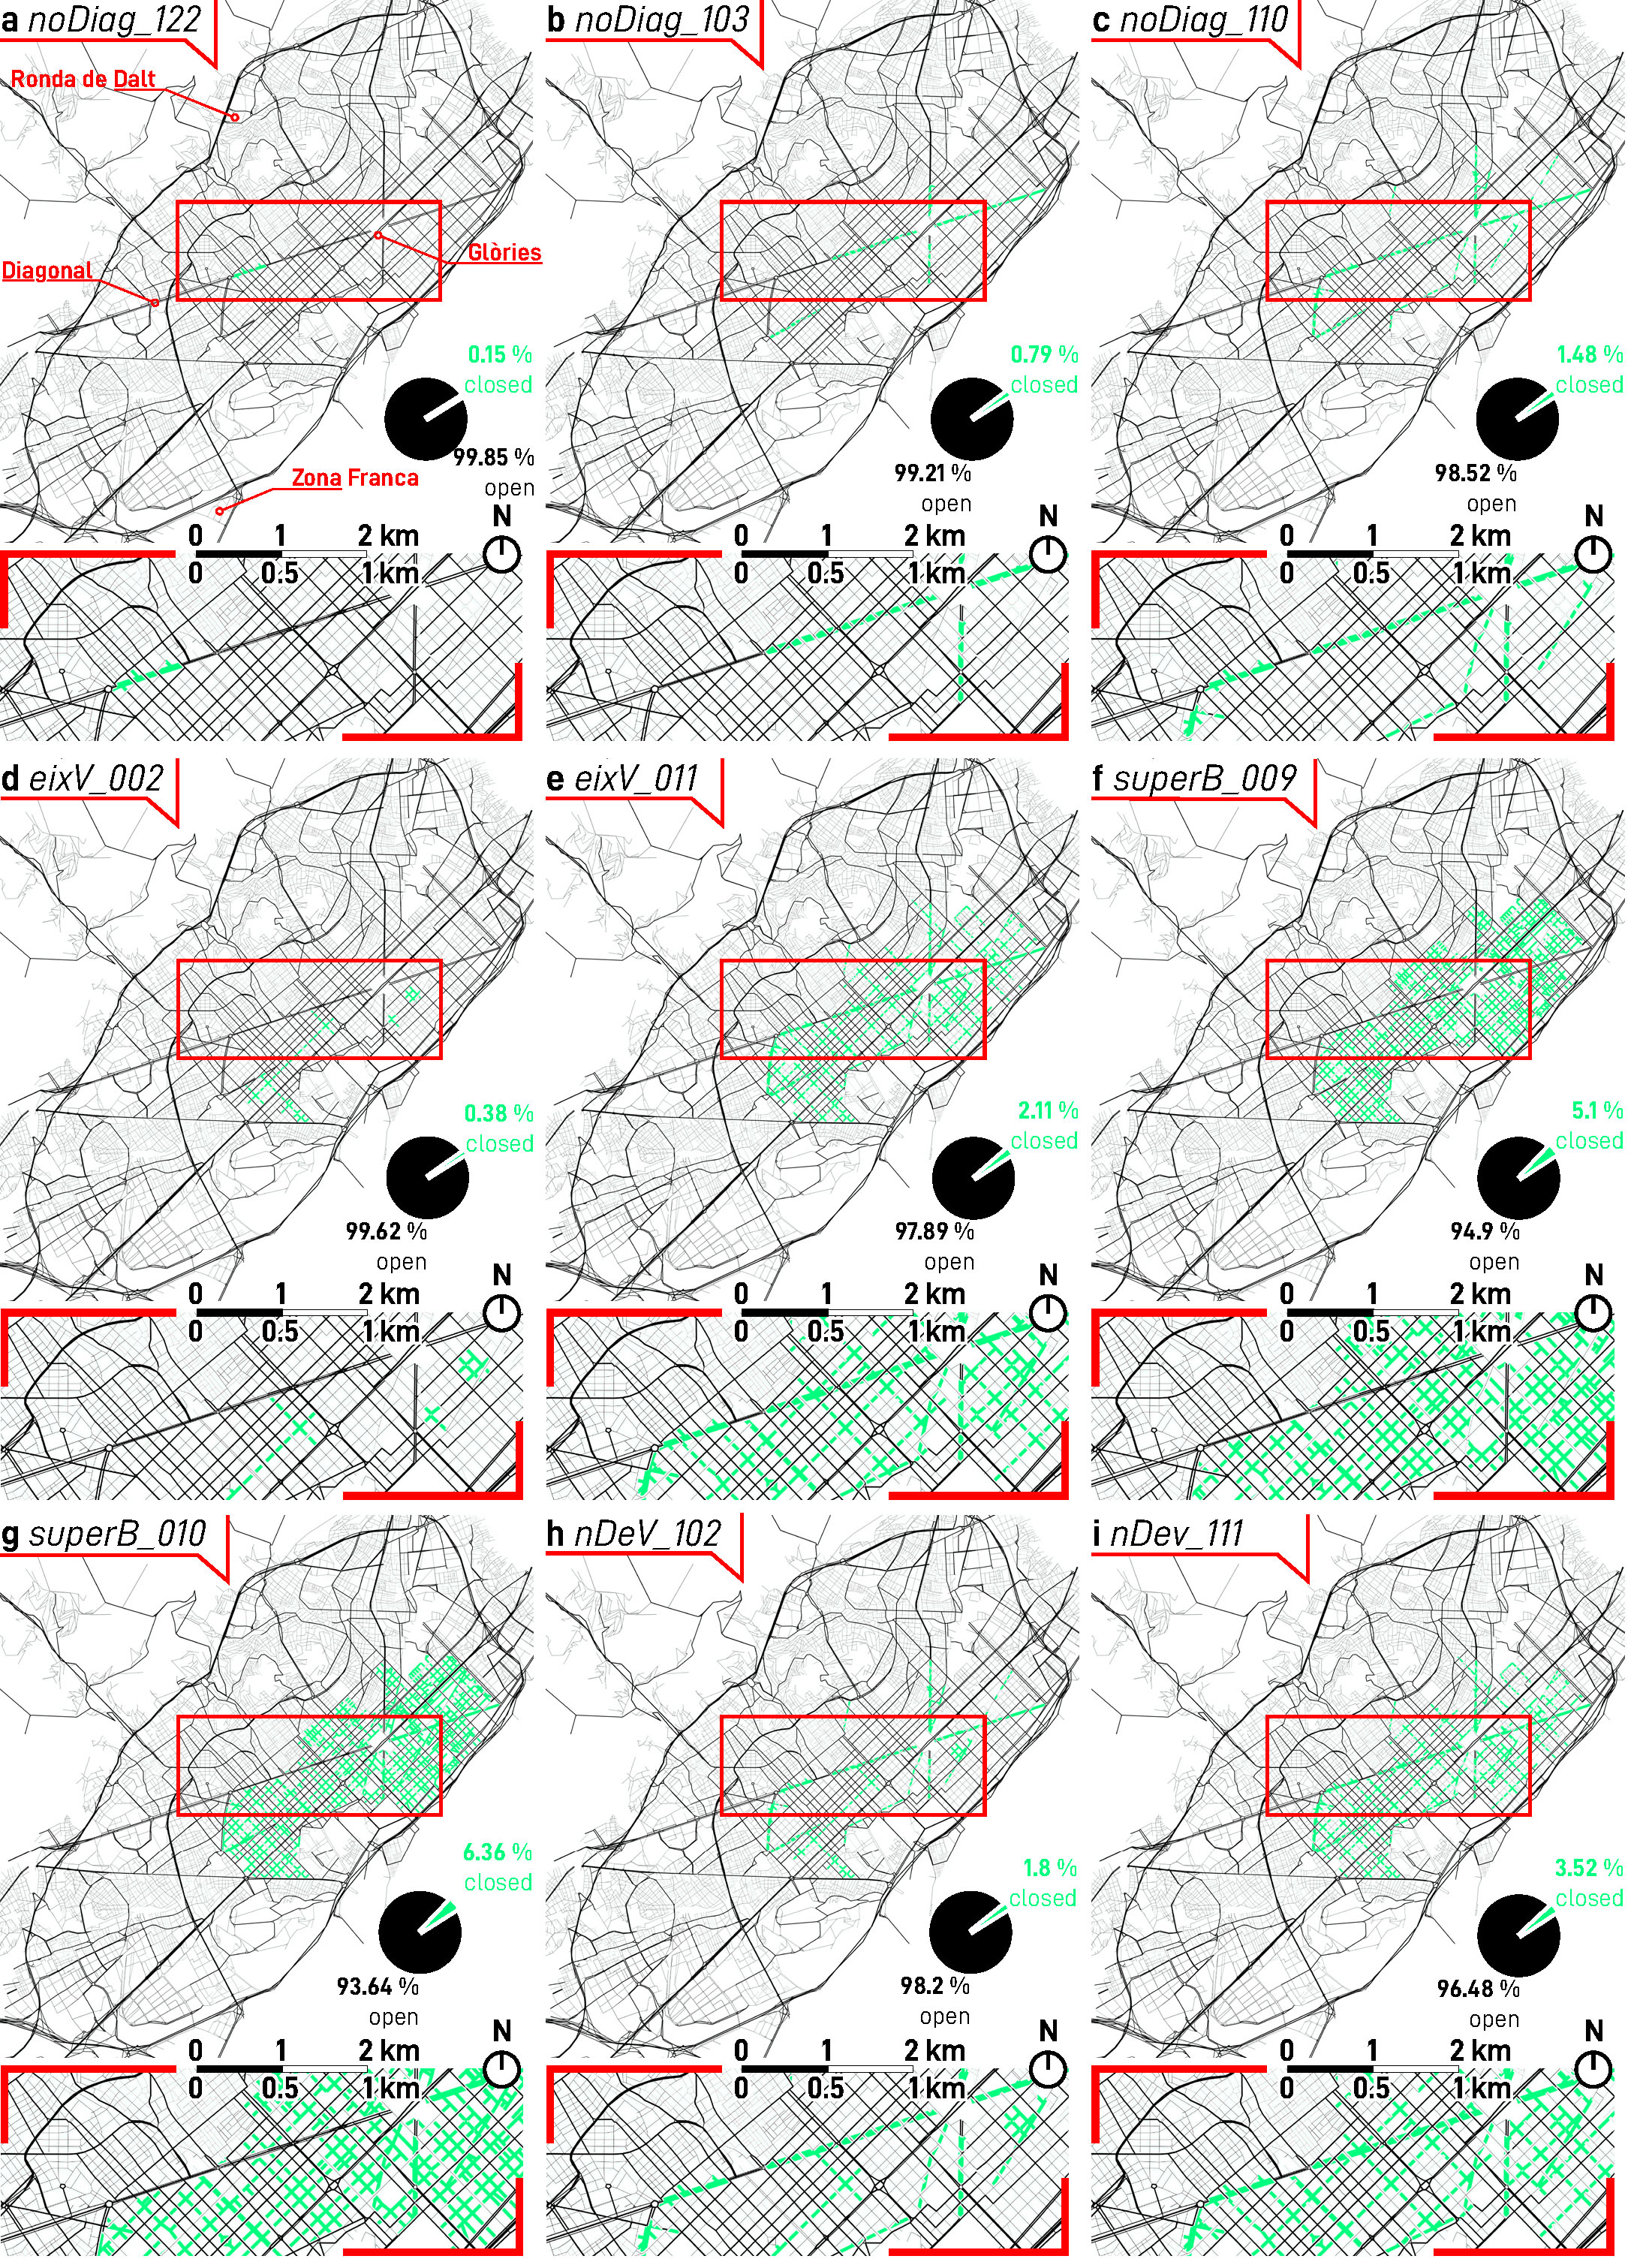 a noDiag_122
Ronda de Dalt
Glòries
Diagonal
0.15 %
closed
99.85 %
open
Zona Franca
N
0 1 2 km
0 0.5 1 km
b noDiag_103
0.79 %
closed
99.21 %
open
N
0 1 2 km
0 0.5 1 km
c noDiag_110
1.48 %
closed
98.52 %
open
N
0 1 2 km
0 0.5 1 km
d eixV_002
0.38 %
closed
99.62 %
open
N
0 1 2 km
0 0.5 1 km
e eixV_011
2.11 %
closed
97.89 %
open
N
0 1 2 km
0 0.5 1 km
f superB_009
5.1 %
closed
94.9 %
open
N
0 1 2 km
0 0.5 1 km
g superB_010
6.36 %
closed
93.64 %
open
N
0 1 2 km
0 0.5 1 km
h nDeV_102
1.8 %
closed
98.2 %
open
N
0 1 2 km
0 0.5 1 km
i nDev_111
3.52 %
closed
96.48 %
open
N
0 1 2 km
0 0.5 1 km